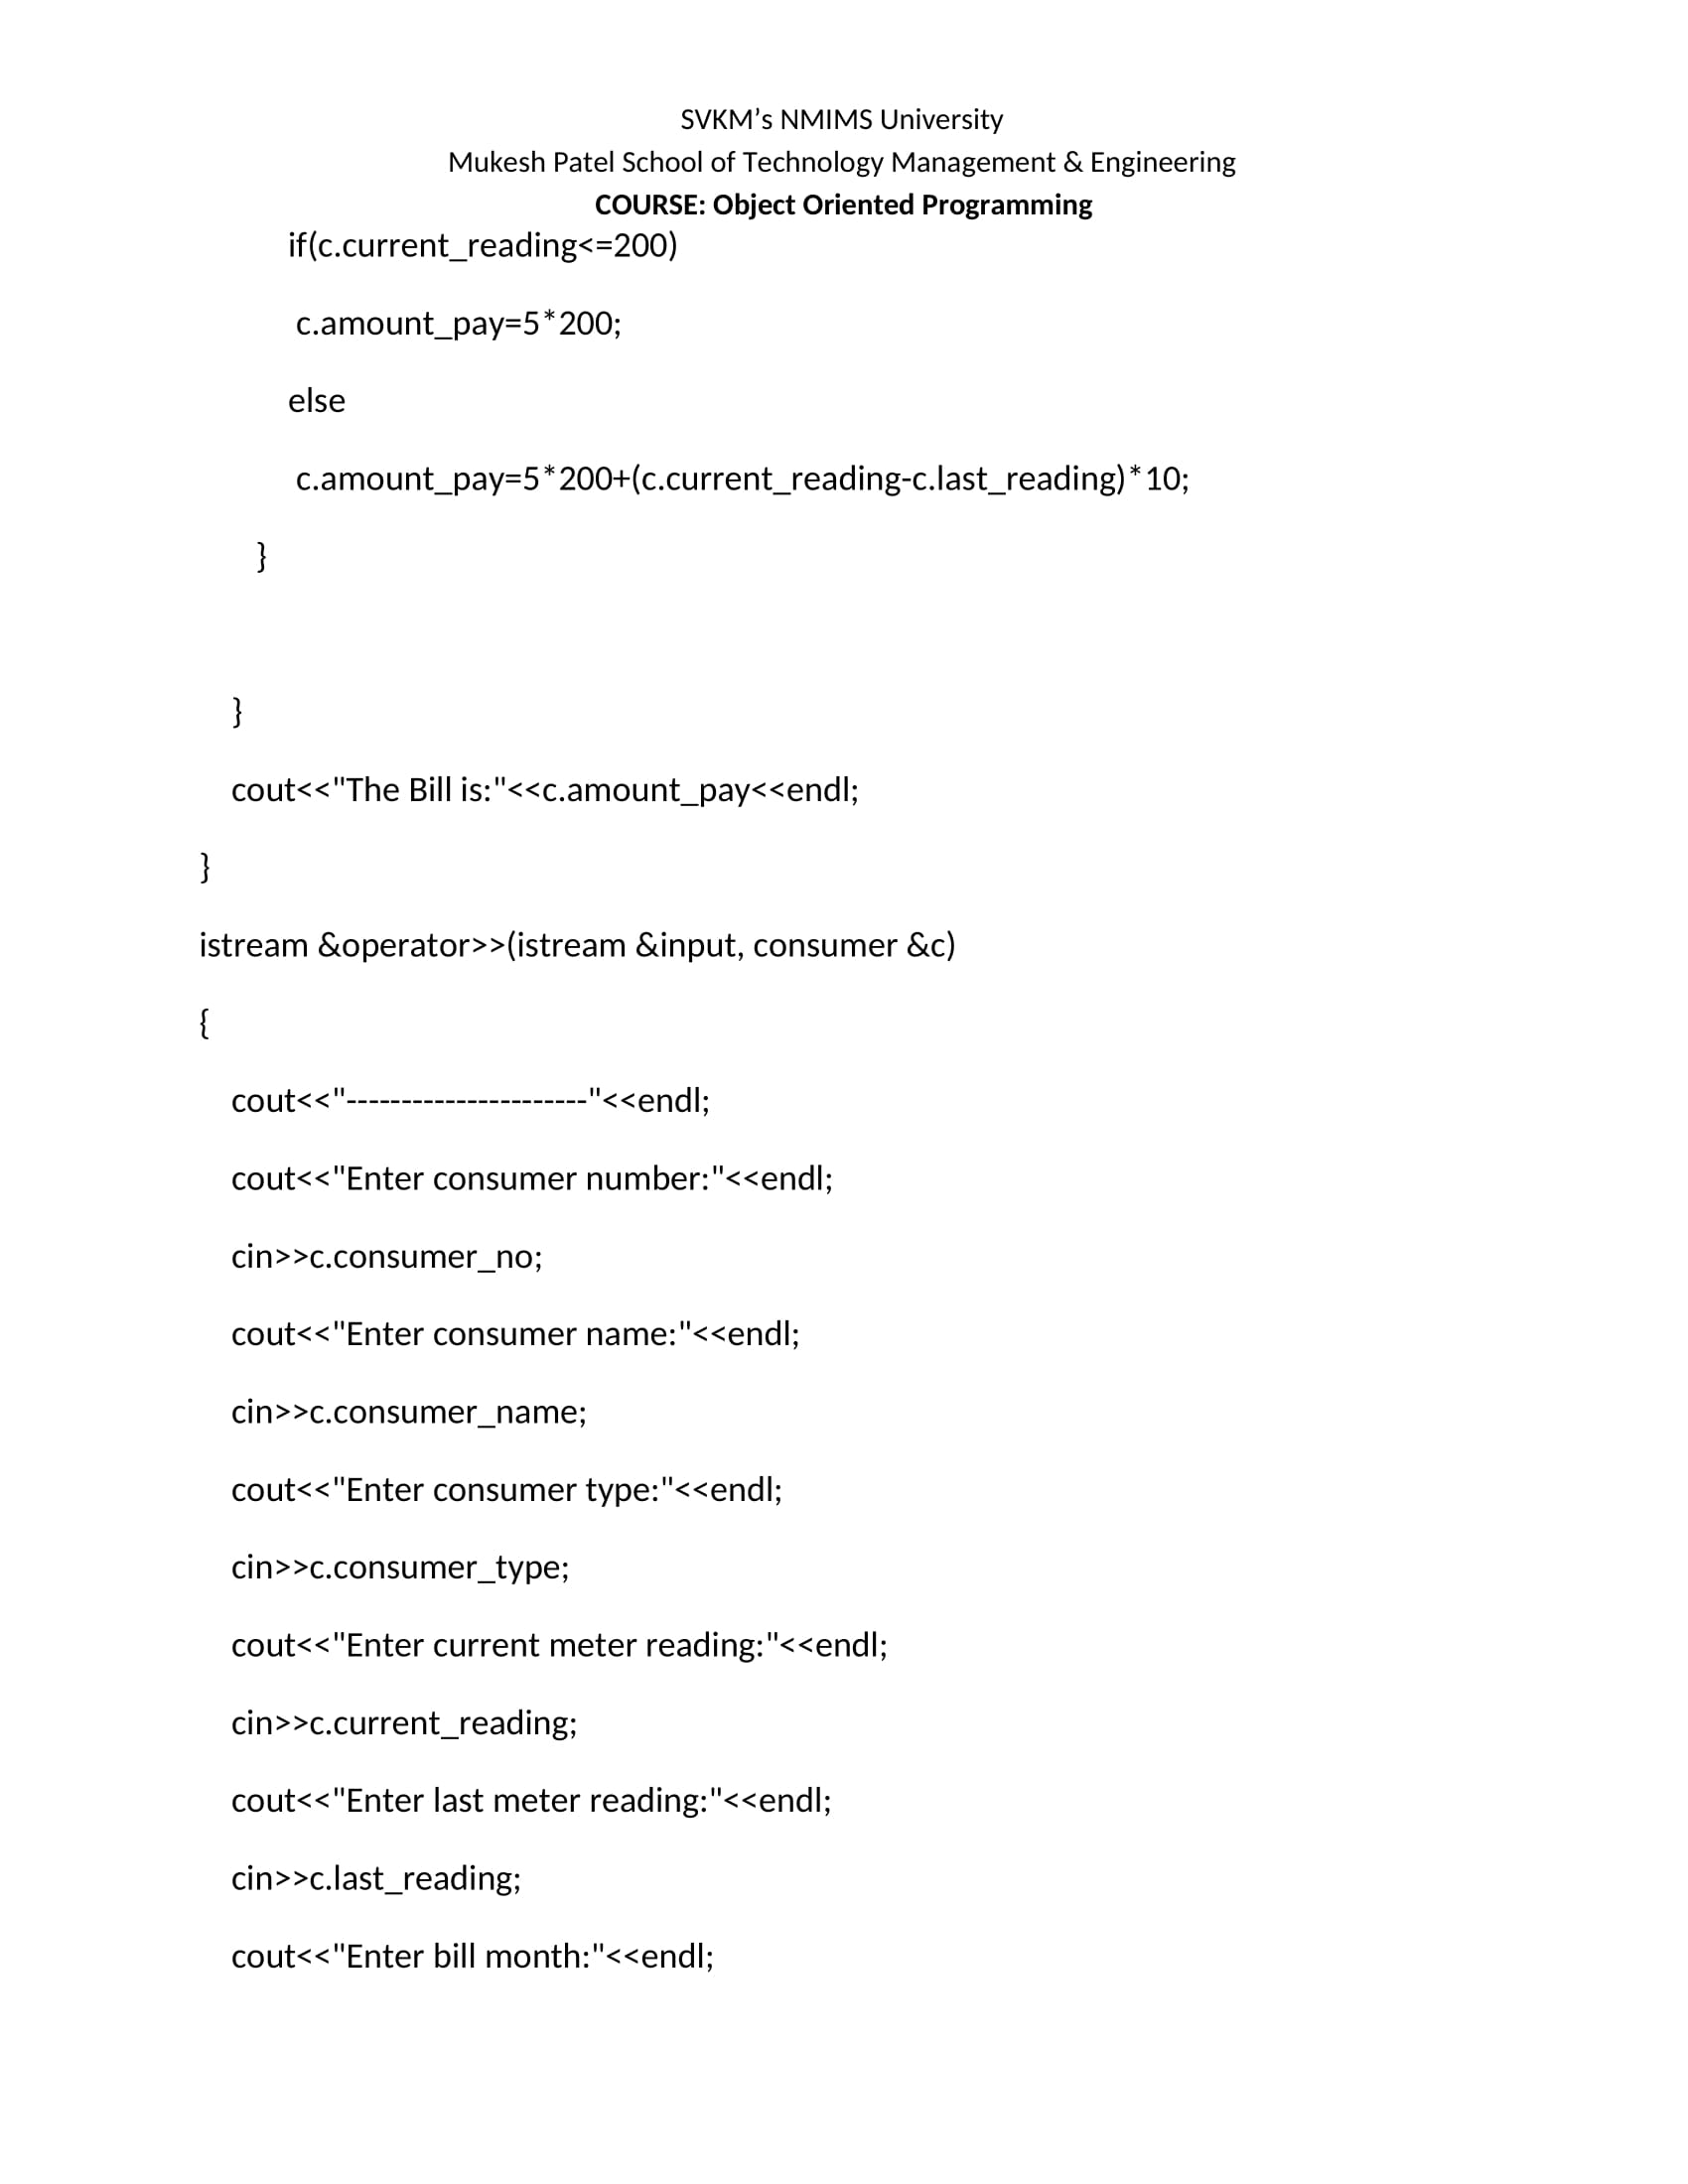 SVKM’s NMIMS University
Mukesh Patel School of Technology Management & Engineering
COURSE: Object Oriented Programming
if(c.current_reading<=200)
c.amount_pay=5*200;
else
c.amount_pay=5*200+(c.current_reading-c.last_reading)*10;
}
}
cout<<"The Bill is:"<<c.amount_pay<<endl;
}
istream &operator>>(istream &input, consumer &c)
{
cout<<"----------------------"<<endl;
cout<<"Enter consumer number:"<<endl;
cin>>c.consumer_no;
cout<<"Enter consumer name:"<<endl;
cin>>c.consumer_name;
cout<<"Enter consumer type:"<<endl;
cin>>c.consumer_type;
cout<<"Enter current meter reading:"<<endl;
cin>>c.current_reading;
cout<<"Enter last meter reading:"<<endl;
cin>>c.last_reading;
cout<<"Enter bill month:"<<endl;